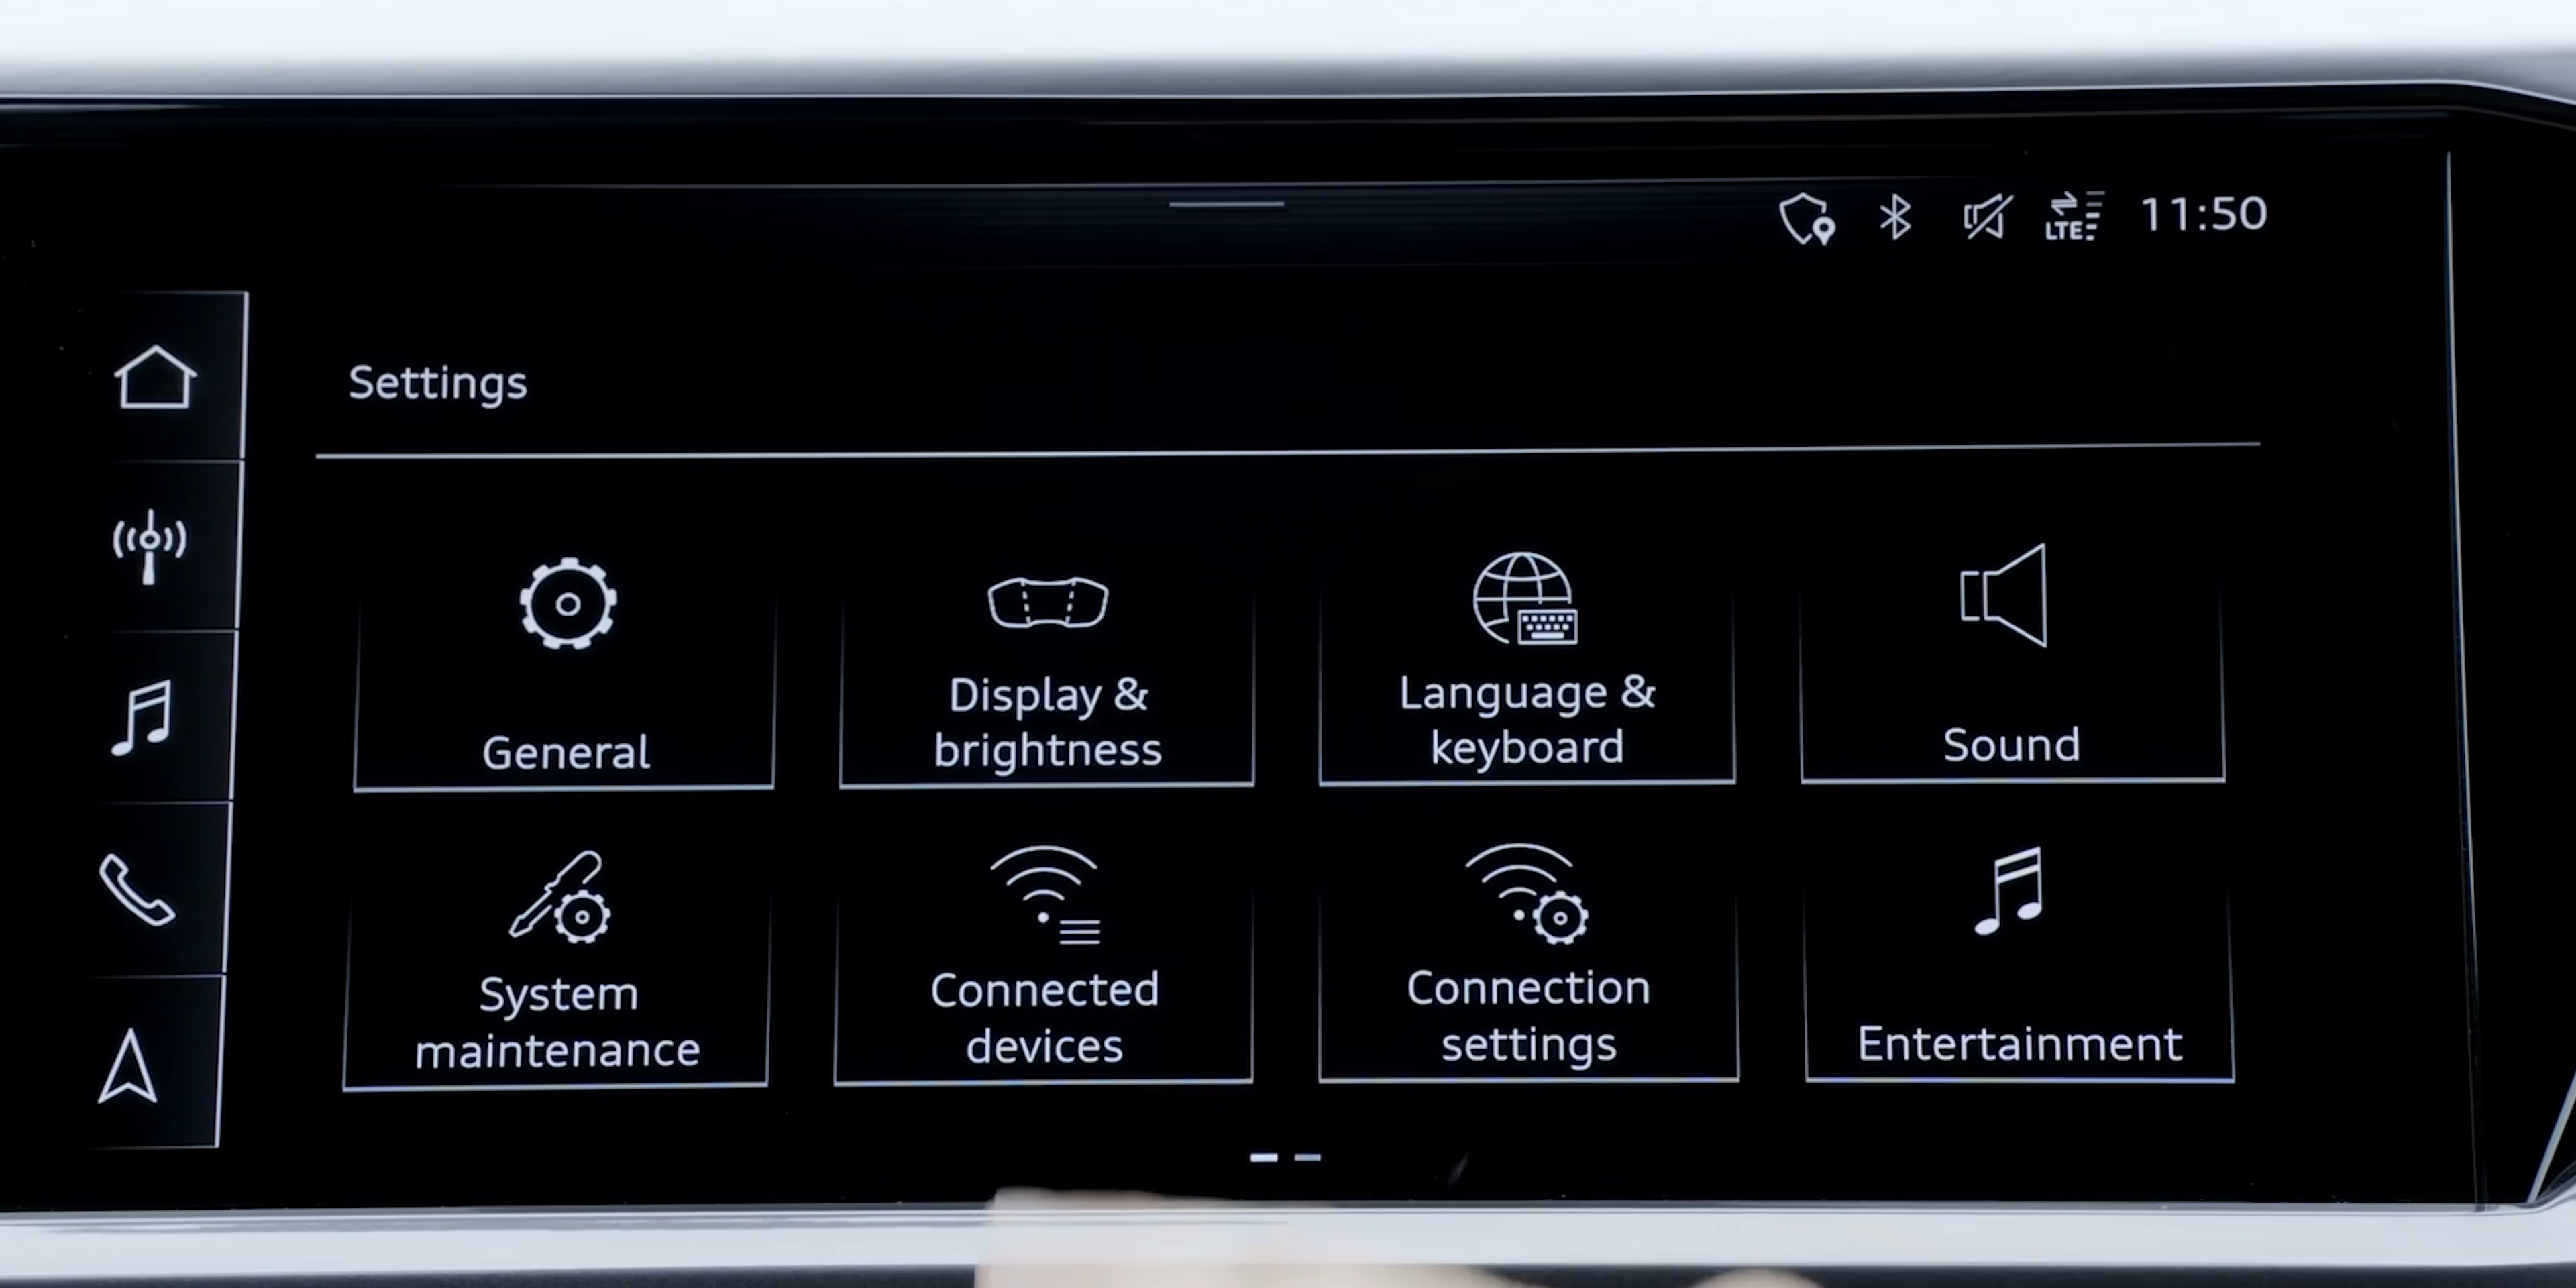 LTE 11:50
Settings
General
Display &
brightness
Language &
keyboard
Sound
System
maintenance
Connected
devices
Connection
settings
Entertainment